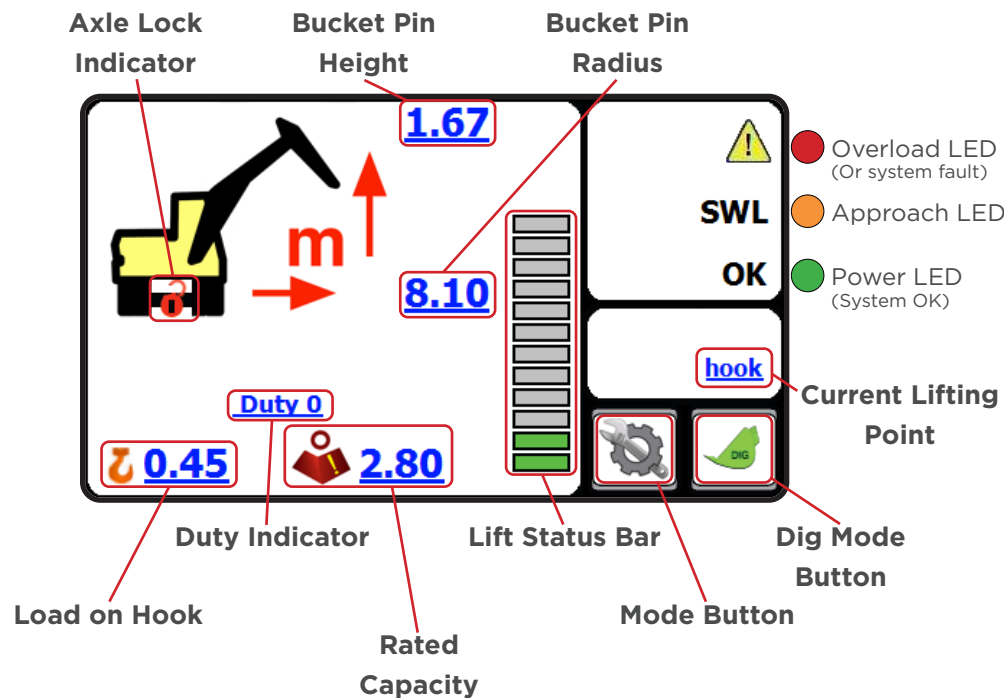 Axle Lock
Indicator
Bucket Pin
Height
Bucket Pin
Radius
1.67
m
8.10
SWL
OK
Overload LED
(Or system fault)
Approach LED
Power LED
(System OK)
hook
Current Lifting
Point
Duty 0
0.45
2.80
DIG
Duty Indicator
Lift Status Bar
Dig Mode
Button
Load on Hook
Mode Button
Rated
Capacity